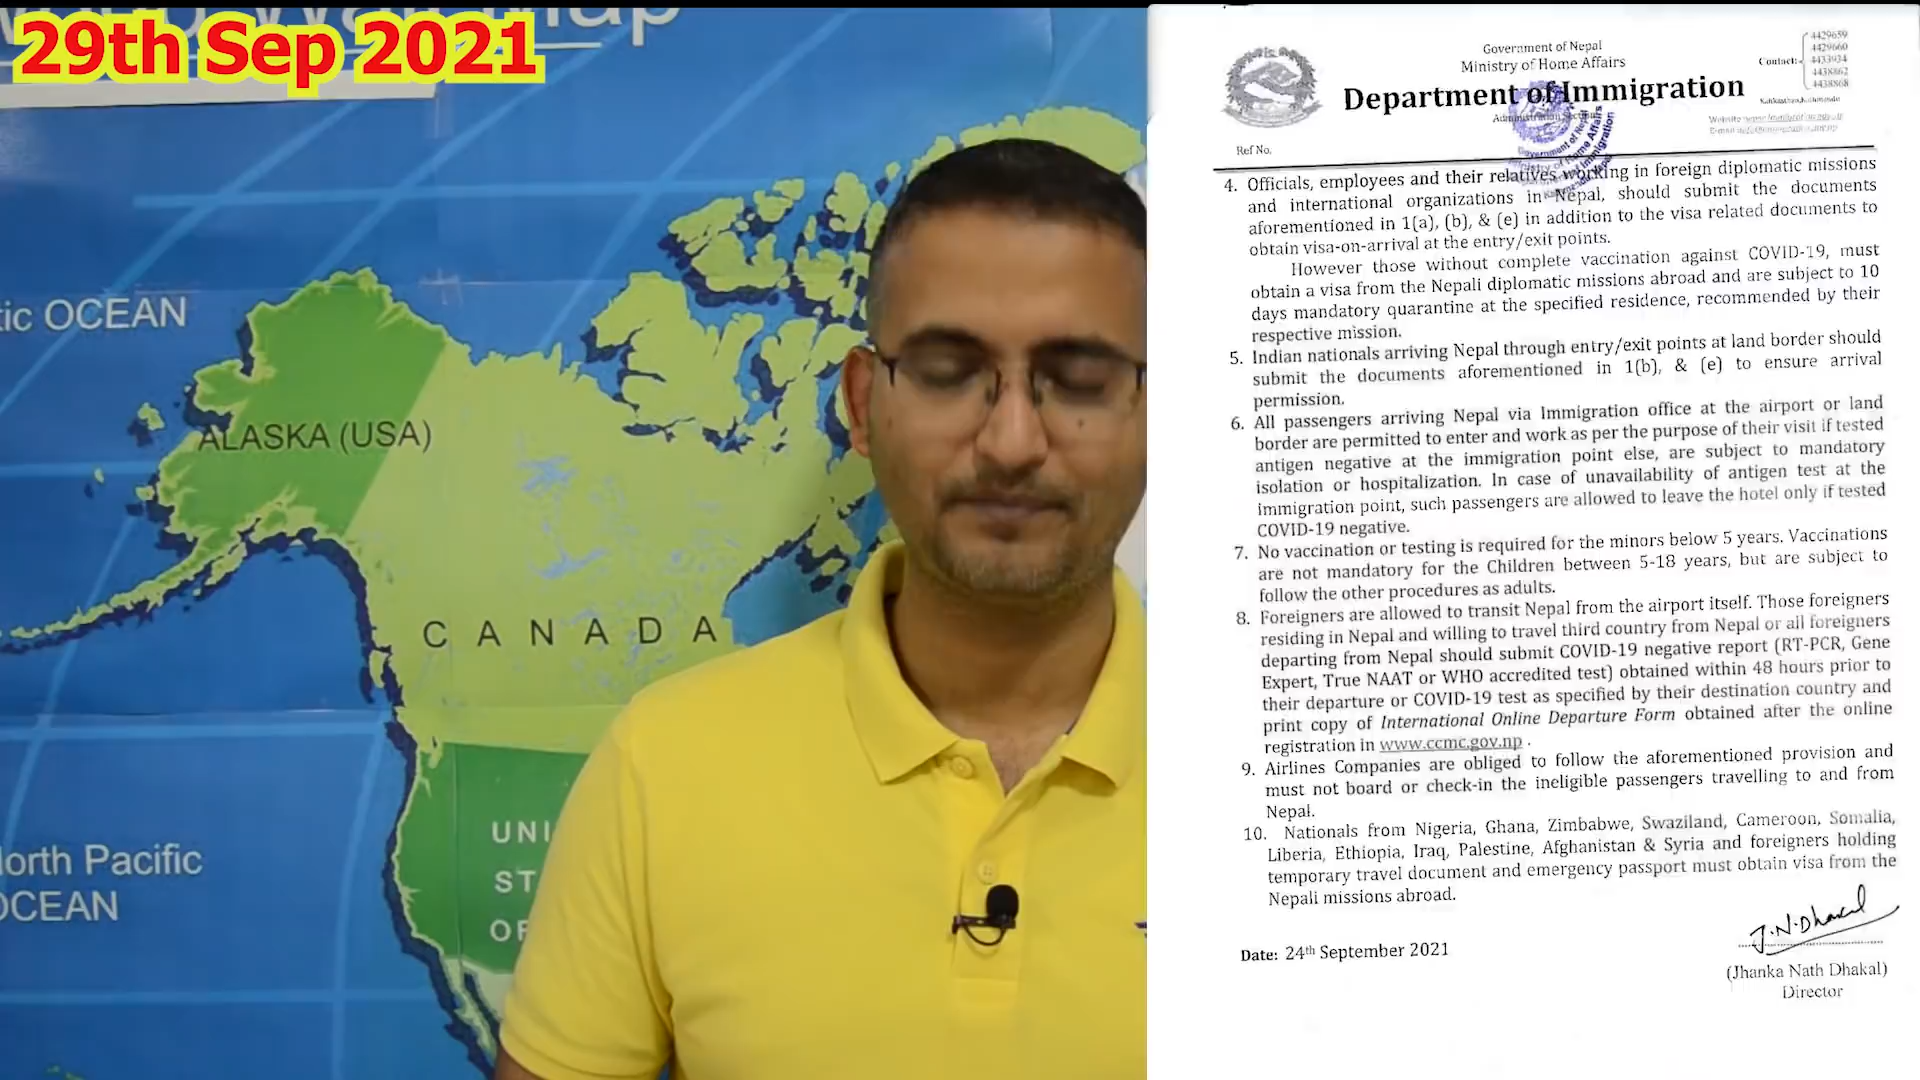 29th Sep 2021
tic OCEAN
ALASKA (USA)
CANADA
UNI
ST
OF
orth Pacific
OCEAN
Government of Nepal
Ministry of Home Affairs
Department of Immigration
Contact:
4429659
4429660
4433934
4438862
4438868
Ref No.
4. Officials, employees and their relatives working in foreign diplomatic missions
and international organizations in Nepal, should submit the documents
aforementioned in 1(a), (b), & (e) in addition to the visa related documents to
obtain visa-on-arrival at the entry/exit points.
However those without complete vaccination against COVID-19, must
obtain a visa from the Nepali diplomatic missions abroad and are subject to 10
days mandatory quarantine at the specified residence, recommended by their
respective mission.
5. Indian nationals arriving Nepal through entry/exit points at land border should
submit the documents aforementioned in 1(b), & (e) to ensure arrival
permission.
6. All passengers arriving Nepal via Immigration office at the airport or land
border are permitted to enter and work as per the purpose of their visit if tested
antigen negative at the immigration point else, are subject to mandatory
isolation or hospitalization. In case of unavailability of antigen test at the
immigration point, such passengers are allowed to leave the hotel only if tested
COVID-19 negative.
7. No vaccination or testing is required for the minors below 5 years. Vaccinations
are not mandatory for the Children between 5-18 years, but are subject to
follow the other procedures as adults.
8. Foreigners are allowed to transit Nepal from the airport itself. Those foreigners
residing in Nepal and willing to travel third country from Nepal or all foreigners
departing from Nepal should submit COVID-19 negative report (RT-PCR, Gene
Expert, True NAAT or WHO accredited test) obtained within 48 hours prior to
their departure or COVID-19 test as specified by their destination country and
print copy of International Online Departure Form obtained after the online
registration in www.ccmc.gov.np .
9. Airlines Companies are obliged to follow the aforementioned provision and
must not board or check-in the ineligible passengers travelling to and from
Nepal.
10. Nationals from Nigeria, Ghana, Zimbabwe, Swaziland, Cameroon, Somalia,
Liberia, Ethiopia, Iraq, Palestine, Afghanistan & Syria and foreigners holding
temporary travel document and emergency passport must obtain visa from the
Nepali missions abroad.
Date: 24th September 2021
J.N.Dhakal
(Jhanka Nath Dhakal)
Director